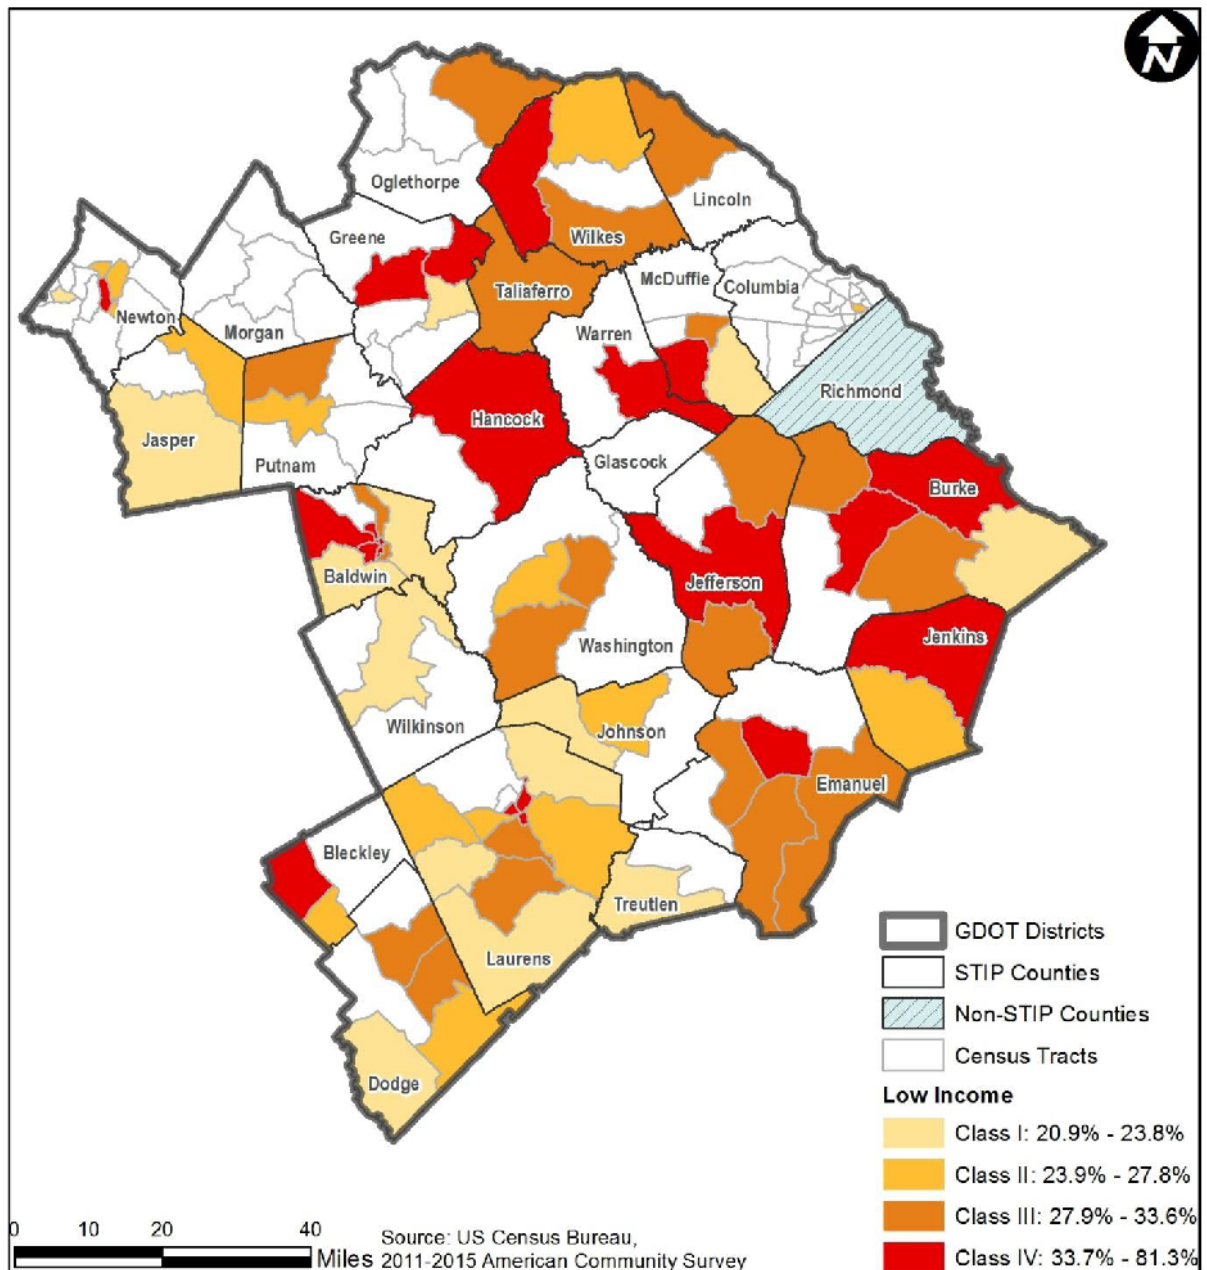 N
Oglethorpe
Lincoln
Greene
Wilkes
McDuffie
Taliaferro
Columbia
Newton
Morgan
Warren
Richmond
Hancock
Jasper
Putnam
Glascock
Burke
Baldwin
Jefferson
Washington
Jenkins
Wilkinson
Johnson
Emanuel
Bleckley
Treutlen
Laurens
Dodge
GDOT Districts
STIP Counties
Non-STIP Counties
Census Tracts
Low Income
Class I: 20.9% - 23.8%
Class II: 23.9% - 27.8%
Class III: 27.9% - 33.6%
Class IV: 33.7% - 81.3%
0 10 20 40
Miles
Source: US Census Bureau,
2011-2015 American Community Survey